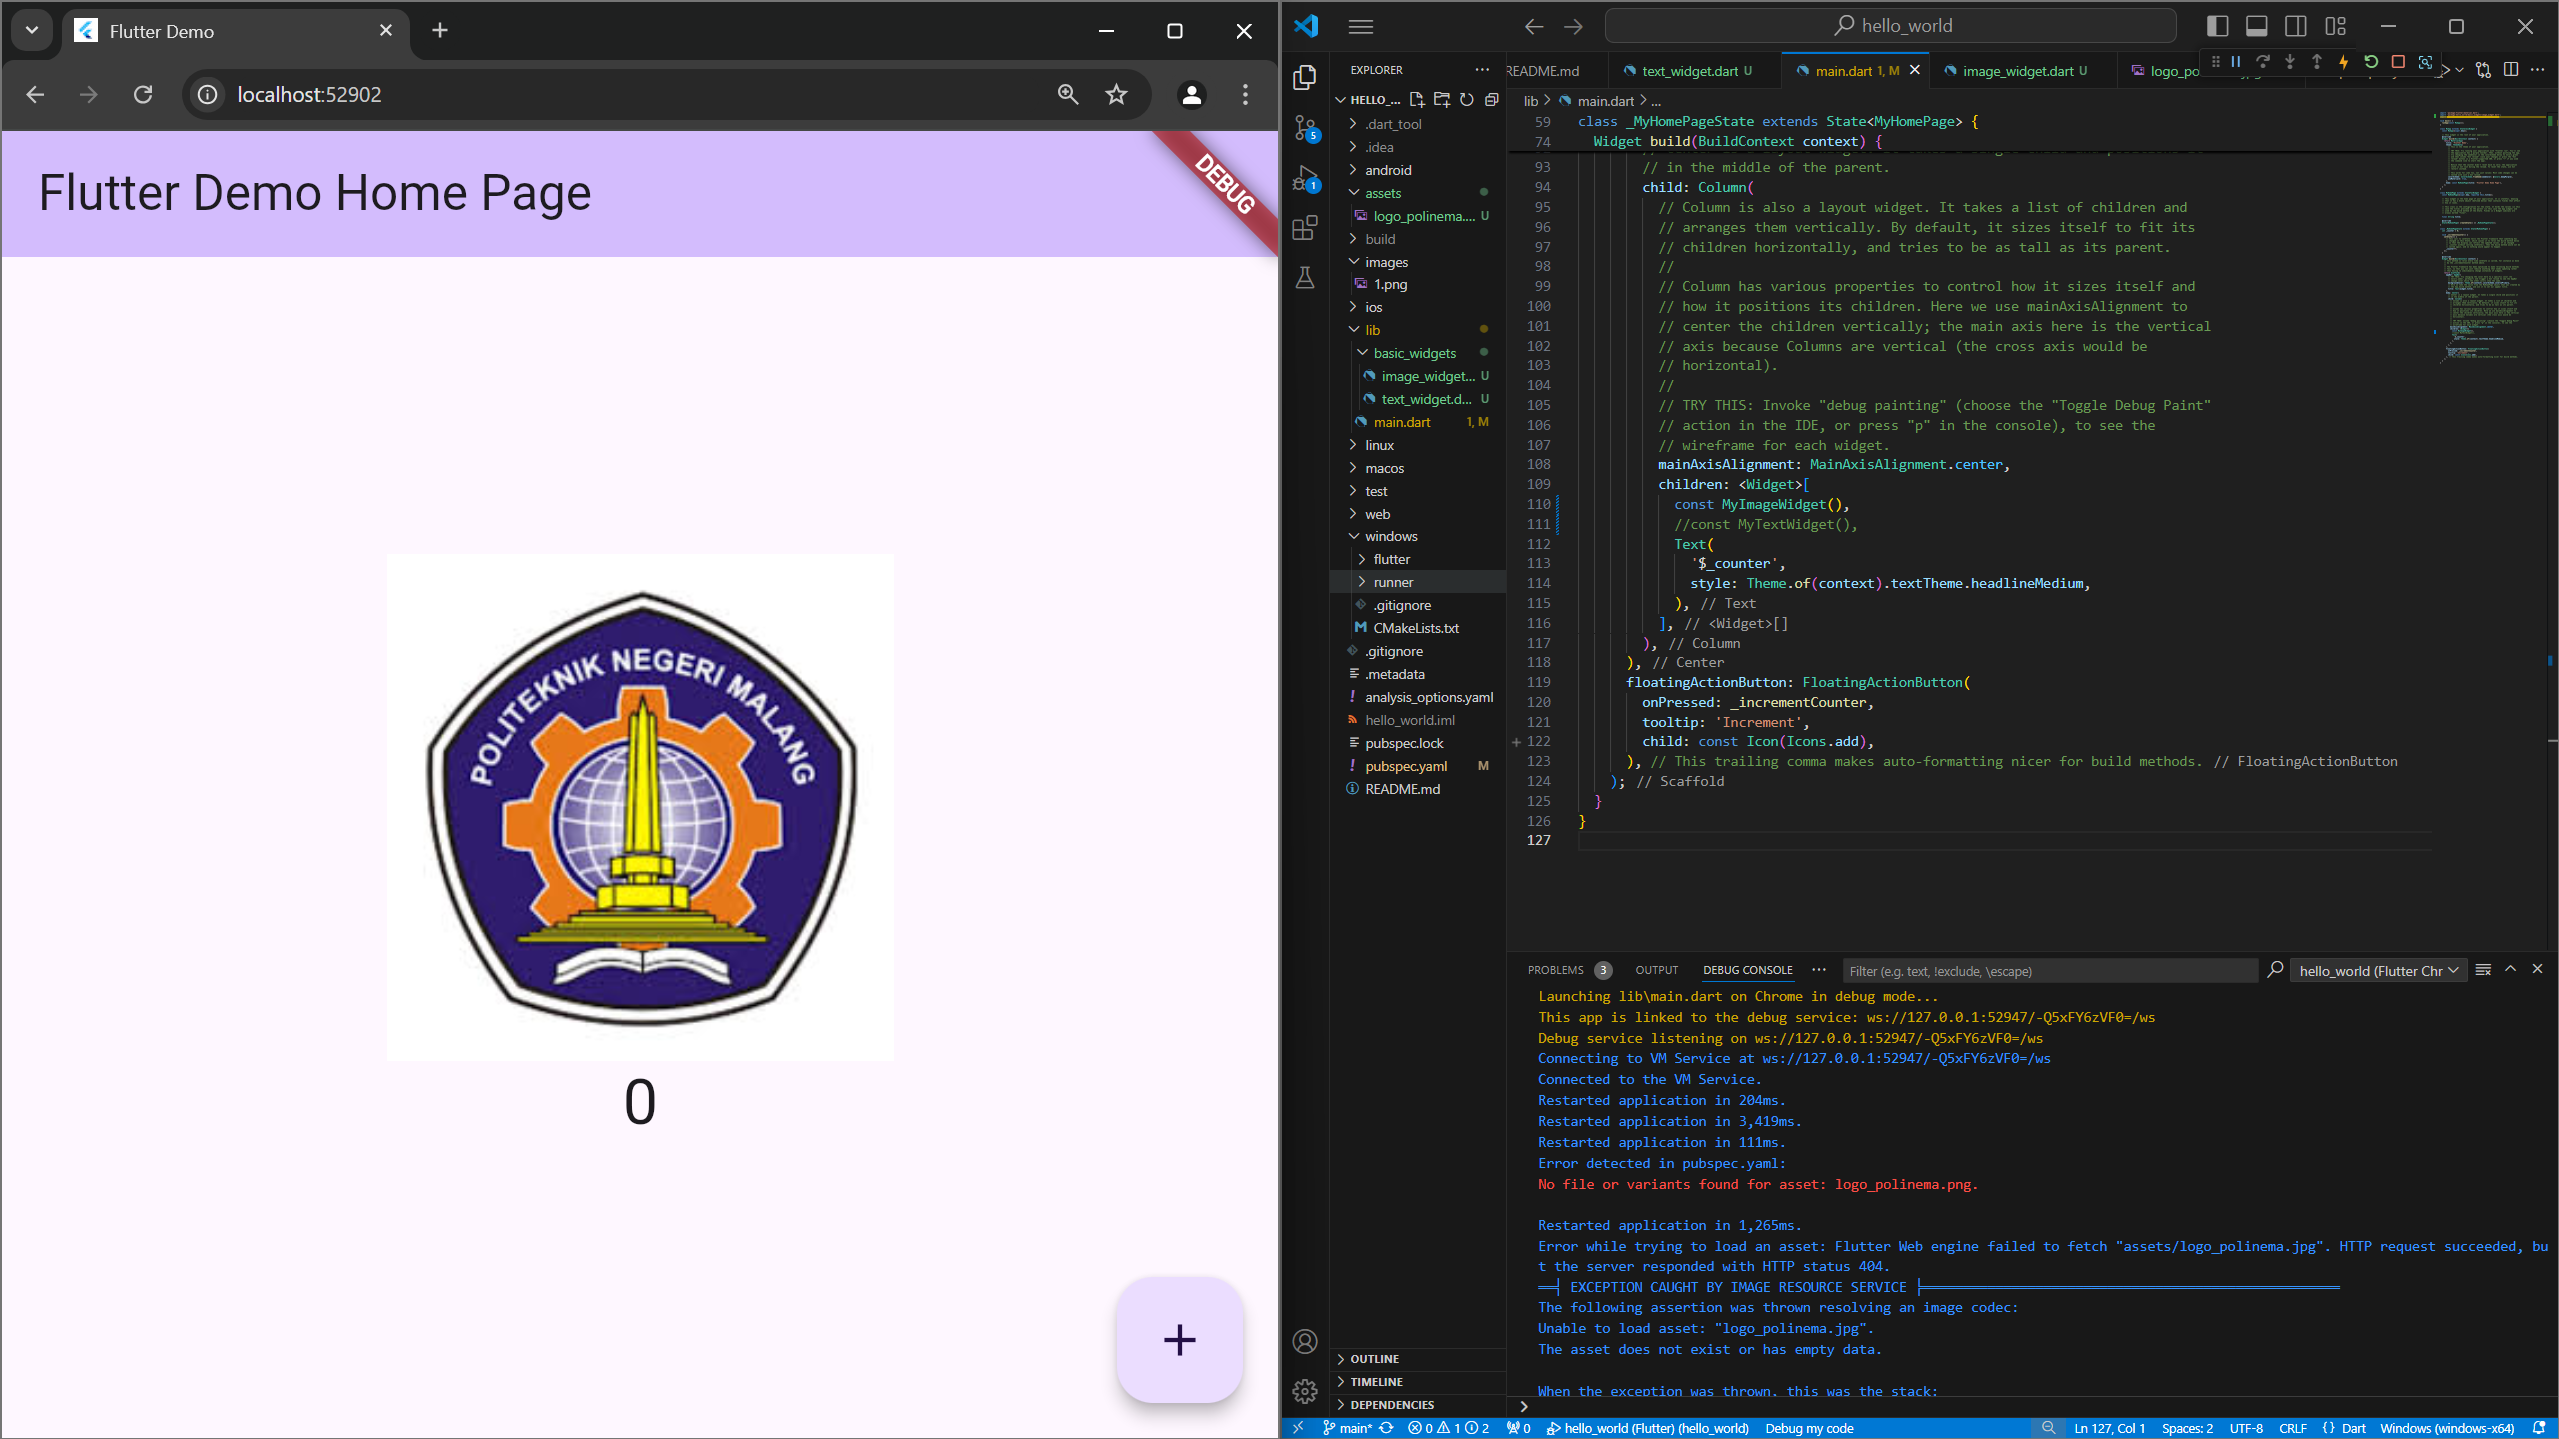 Flutter Demo
localhost:52902
Flutter Demo Home Page
DEBUG
POLITEKNIK NEGERI MALANG
0
hello_world
EXPLORER
README.md
text_widget.dart U
main.dart 1, M
image_widget.dart U
logo_po
HELLO_...
.dart_tool
.idea
android
assets
logo_polinema.... U
build
images
1.png
ios
lib
basic_widgets
image_widget... U
text_widget.d... U
main.dart 1, M
linux
macos
test
web
windows
flutter
runner
.gitignore
CMakeLists.txt
.gitignore
.metadata
analysis_options.yaml
hello_world.iml
pubspec.lock
pubspec.yaml M
README.md
OUTLINE
TIMELINE
DEPENDENCIES
5
1
lib > main.dart > ...
59 class _MyHomePageState extends State<MyHomePage> {
74 Widget build(BuildContext context) {
93 // in the middle of the parent.
94 child: Column(
95 // Column is also a layout widget. It takes a list of children and
96 // arranges them vertically. By default, it sizes itself to fit its
97 // children horizontally, and tries to be as tall as its parent.
98 //
99 // Column has various properties to control how it sizes itself and
100 // how it positions its children. Here we use mainAxisAlignment to
101 // center the children vertically; the main axis here is the vertical
102 // axis because Columns are vertical (the cross axis would be
103 // horizontal).
104 //
105 // TRY THIS: Invoke "debug painting" (choose the "Toggle Debug Paint"
106 // action in the IDE, or press "p" in the console), to see the
107 // wireframe for each widget.
108 mainAxisAlignment: MainAxisAlignment.center,
109 children: <Widget>[
110 const MyImageWidget(),
111 //const MyTextWidget(),
112 Text(
113 '$_counter',
114 style: Theme.of(context).textTheme.headlineMedium,
115 ), // Text
116 ], // <Widget>[]
117 ), // Column
118 ), // Center
119 floatingActionButton: FloatingActionButton(
120 onPressed: _incrementCounter,
121 tooltip: 'Increment',
122 child: const Icon(Icons.add),
123 ), // This trailing comma makes auto-formatting nicer for build methods. // FloatingActionButton
124 ); // Scaffold
125 }
126 }
127
PROBLEMS 3 OUTPUT DEBUG CONSOLE
Filter (e.g. text, !exclude, \escape)
hello_world (Flutter Chr
Launching lib\main.dart on Chrome in debug mode...
This app is linked to the debug service: ws://127.0.0.1:52947/-Q5xFY6zVF0=/ws
Debug service listening on ws://127.0.0.1:52947/-Q5xFY6zVF0=/ws
Connecting to VM Service at ws://127.0.0.1:52947/-Q5xFY6zVF0=/ws
Connected to the VM Service.
Restarted application in 204ms.
Restarted application in 3,419ms.
Restarted application in 111ms.
Error detected in pubspec.yaml:
No file or variants found for asset: logo_polinema.png.
Restarted application in 1,265ms.
Error while trying to load an asset: Flutter Web engine failed to fetch "assets/logo_polinema.jpg". HTTP request succeeded, bu
t the server responded with HTTP status 404.
══╡ EXCEPTION CAUGHT BY IMAGE RESOURCE SERVICE ╞══
The following assertion was thrown resolving an image codec:
Unable to load asset: "logo_polinema.jpg".
The asset does not exist or has empty data.
When the exception was thrown, this was the stack:
main* 0 1 2 0 hello_world (Flutter) (hello_world) Debug my code
Ln 127, Col 1 Spaces: 2 UTF-8 CRLF {} Dart Windows (windows-x64)